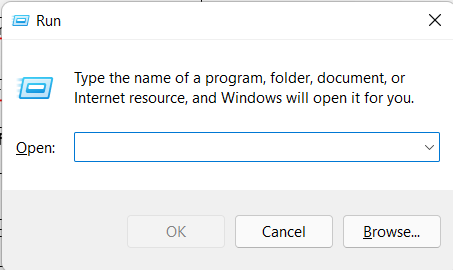 Run
Type the name of a program, folder, document, or
Internet resource, and Windows will open it for you.
Open:
OK
Cancel
Browse...